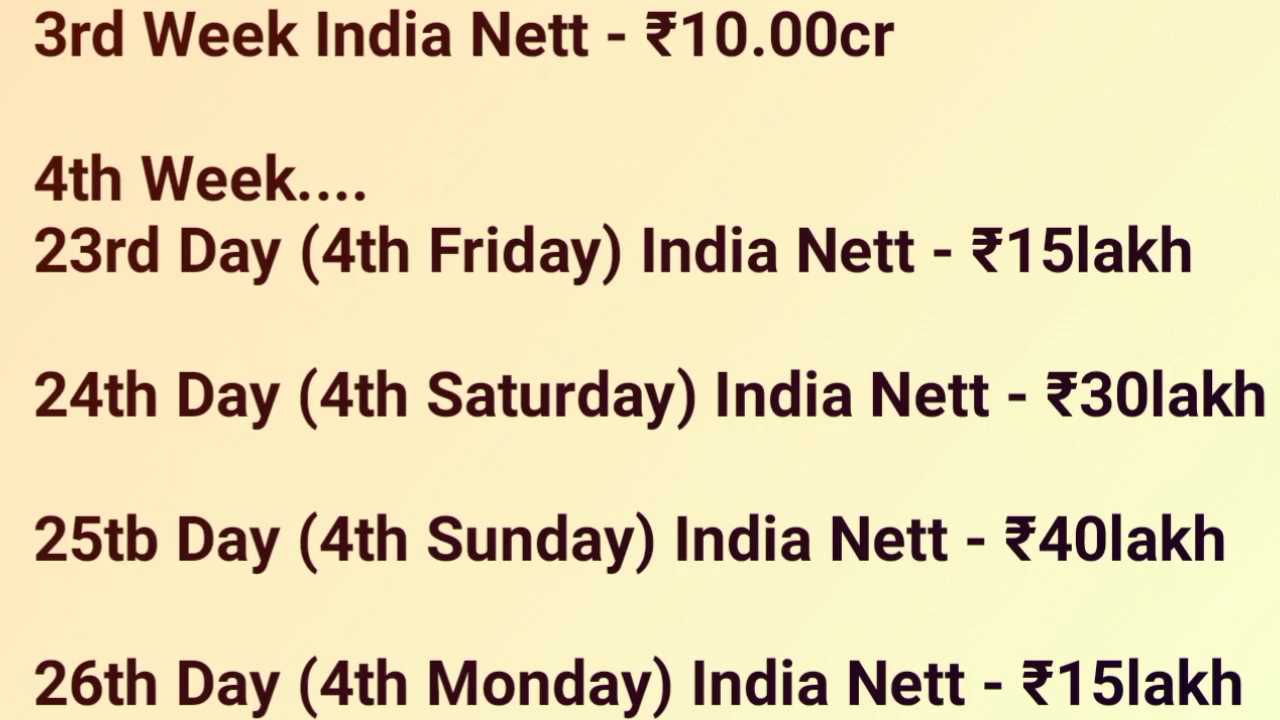 3rd Week India Nett - ₹10.00cr
4th Week....
23rd Day (4th Friday) India Nett - ₹15lakh
24th Day (4th Saturday) India Nett - ₹30lakh
25tb Day (4th Sunday) India Nett - ₹40lakh
26th Day (4th Monday) India Nett - ₹15lakh